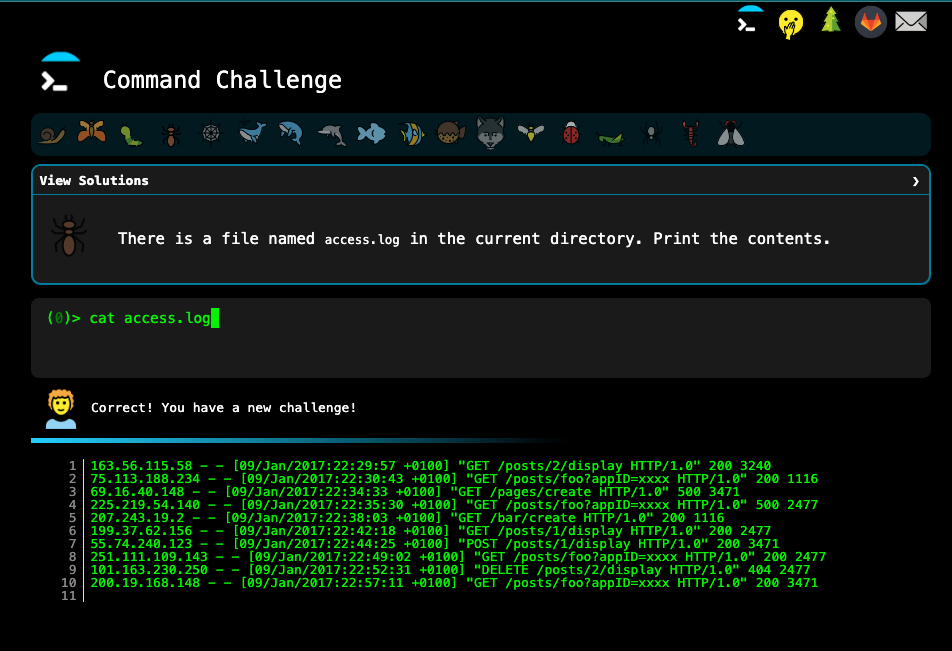 Command Challenge
View Solutions ❯
There is a file named access.log in the current directory. Print the contents.
(0)> cat access.log
Correct! You have a new challenge!
1 163.56.115.58 - - [09/Jan/2017:22:29:57 +0100] "GET /posts/2/display HTTP/1.0" 200 3240
2 75.113.188.234 - - [09/Jan/2017:22:30:43 +0100] "GET /posts/foo?appID=xxxx HTTP/1.0" 200 1116
3 69.16.40.148 - - [09/Jan/2017:22:34:33 +0100] "GET /pages/create HTTP/1.0" 500 3471
4 225.219.54.140 - - [09/Jan/2017:22:35:30 +0100] "GET /posts/foo?appID=xxxx HTTP/1.0" 500 2477
5 207.243.19.2 - - [09/Jan/2017:22:38:03 +0100] "GET /bar/create HTTP/1.0" 200 1116
6 199.37.62.156 - - [09/Jan/2017:22:42:18 +0100] "GET /posts/1/display HTTP/1.0" 200 2477
7 55.74.240.123 - - [09/Jan/2017:22:44:25 +0100] "POST /posts/1/display HTTP/1.0" 200 3471
8 251.111.109.143 - - [09/Jan/2017:22:49:02 +0100] "GET /posts/foo?appID=xxxx HTTP/1.0" 200 2477
9 101.163.230.250 - - [09/Jan/2017:22:52:31 +0100] "DELETE /posts/2/display HTTP/1.0" 404 2477
10 200.19.168.148 - - [09/Jan/2017:22:57:11 +0100] "GET /posts/foo?appID=xxxx HTTP/1.0" 200 3471
11